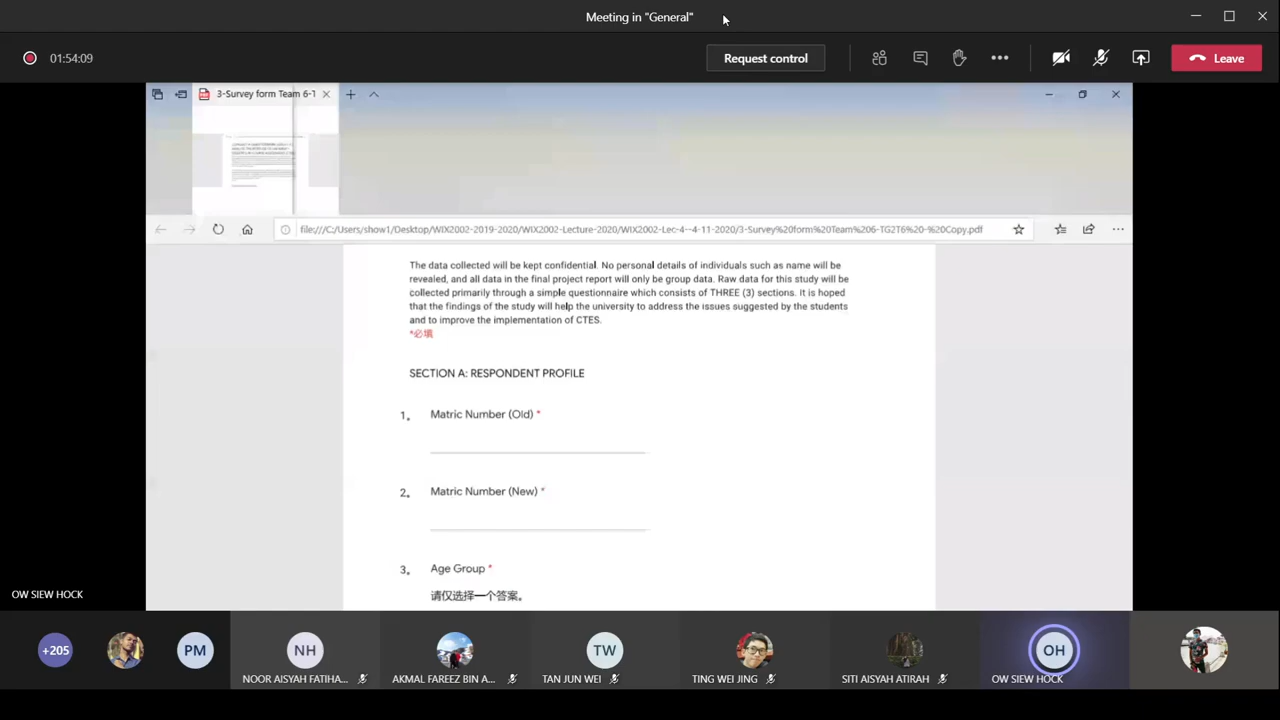 Meeting in "General"
01:54:09
Request control
Leave
3-Survey form Team 6-T
file:///C:/Users/show1/Desktop/WIX2002-2019-2020/WIX2002-Lecture-2020/WIX2002-Lec-4--4-11-2020/3-Survey%20form%20Team%206-TG2T6%20-%20Copy.pdf
The data collected will be kept confidential. No personal details of individuals such as name will be
revealed, and all data in the final project report will only be group data. Raw data for this study will be
collected primarily through a simple questionnaire which consists of THREE (3) sections. It is hoped
that the findings of the study will help the university to address the issues suggested by the students
and to improve the implementation of CTES.
*必填
SECTION A: RESPONDENT PROFILE
1。 Matric Number (Old) *
2。 Matric Number (New) *
3。 Age Group *
请仅选择一个答案。
OW SIEW HOCK
+205
PM
NH
TW
OH
NOOR AISYAH FATIHA...
AKMAL FAREEZ BIN A...
TAN JUN WEI
TING WEI JING
SITI AISYAH ATIRAH
OW SIEW HOCK